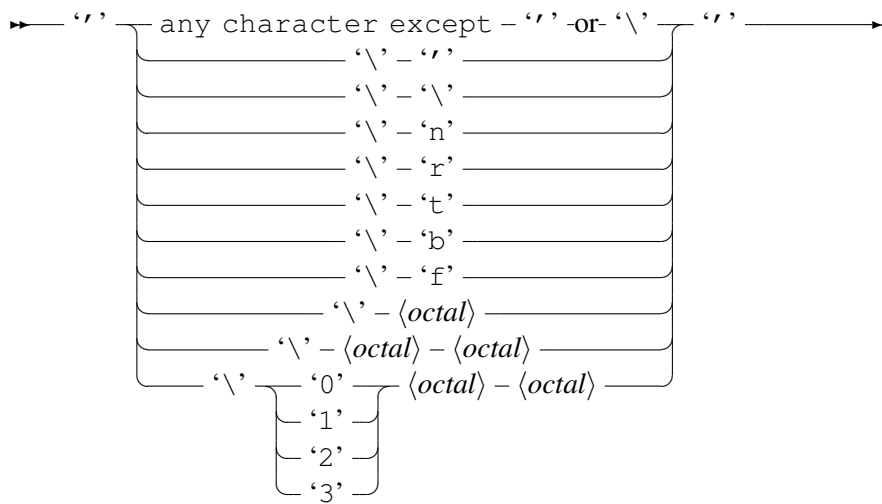 ‘'’ any character except ‘'’ or ‘\’ ‘'’
‘\’ ‘'’
‘\’ ‘\’
‘\’ ‘n’
‘\’ ‘r’
‘\’ ‘t’
‘\’ ‘b’
‘\’ ‘f’
‘\’ ⟨octal⟩
‘\’ ⟨octal⟩ ⟨octal⟩
‘\’ ‘0’ ⟨octal⟩ ⟨octal⟩
‘1’
‘2’
‘3’